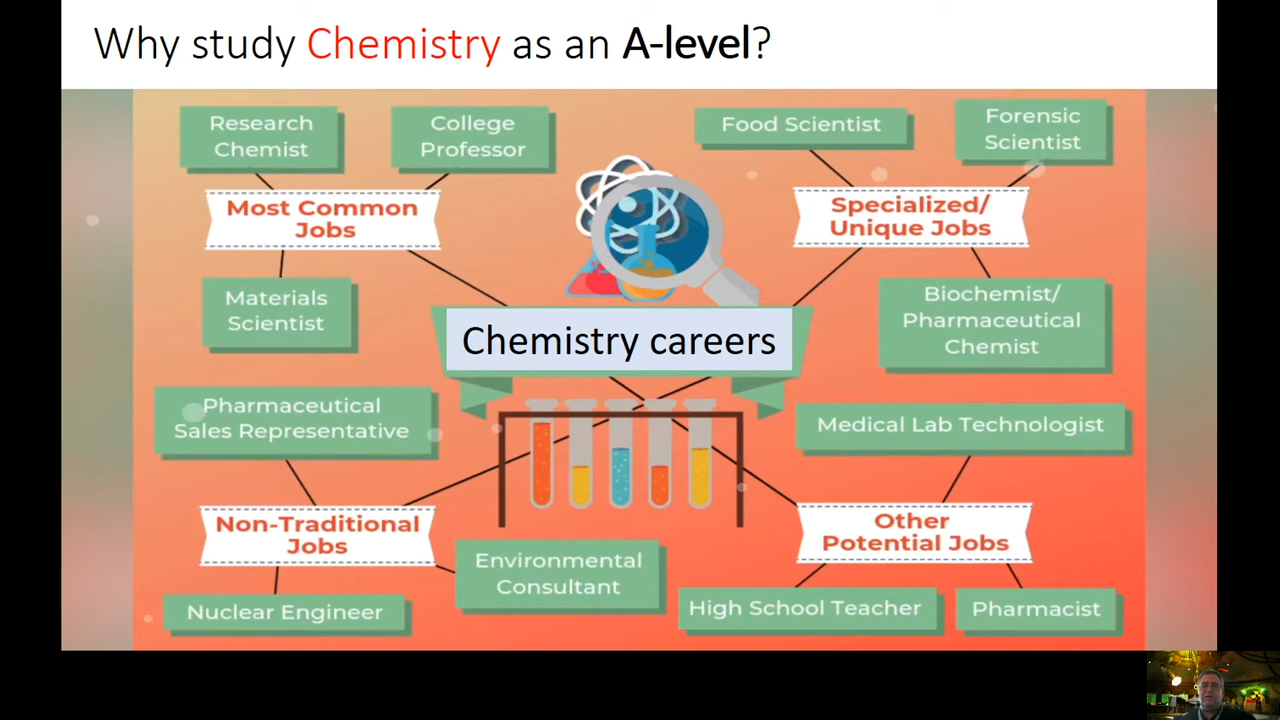 Why study Chemistry as an A-level?
Research
Chemist
College
Professor
Most Common
Jobs
Materials
Scientist
Food Scientist
Forensic
Scientist
Specialized/
Unique Jobs
Biochemist/
Pharmaceutical
Chemist
Chemistry careers
Pharmaceutical
Sales Representative
Non-Traditional
Jobs
Environmental
Consultant
Nuclear Engineer
Medical Lab Technologist
Other
Potential Jobs
High School Teacher
Pharmacist